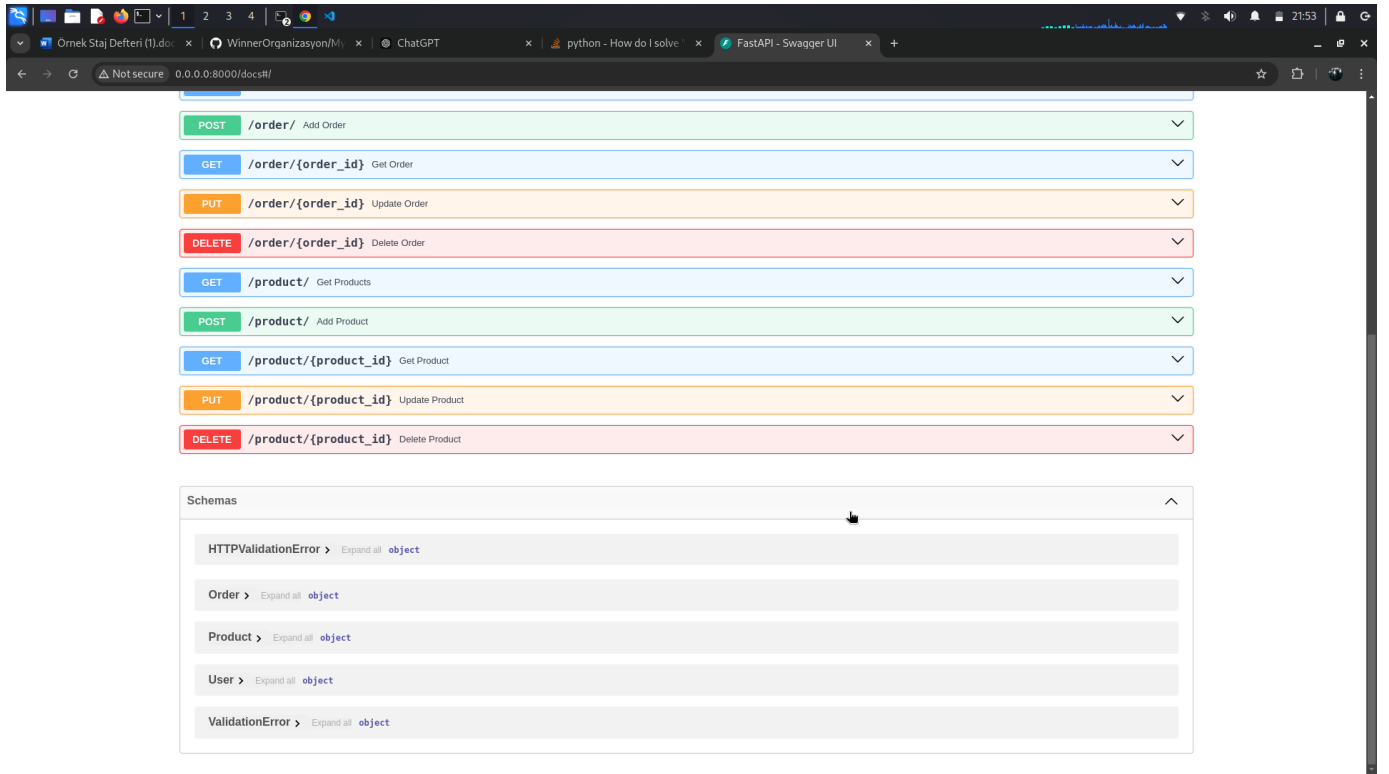 1 2 3 4 2 21:53
Örnek Staj Defteri (1).doc WinnerOrganizasyon/My ChatGPT python - How do I solve " FastAPI - Swagger UI
Not secure 0.0.0.0:8000/docs#/
POST /order/ Add Order
GET /order/{order_id} Get Order
PUT /order/{order_id} Update Order
DELETE /order/{order_id} Delete Order
GET /product/ Get Products
POST /product/ Add Product
GET /product/{product_id} Get Product
PUT /product/{product_id} Update Product
DELETE /product/{product_id} Delete Product
Schemas
HTTPValidationError Expand all object
Order Expand all object
Product Expand all object
User Expand all object
ValidationError Expand all object